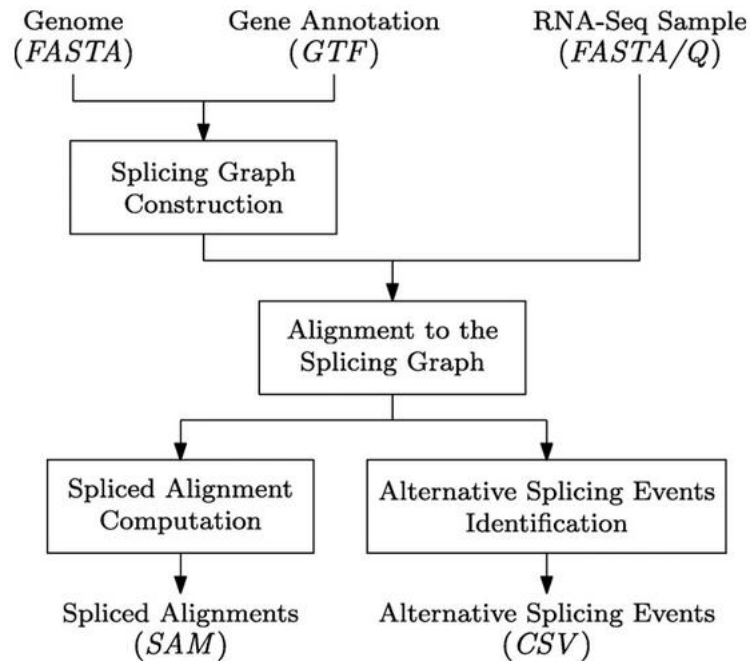 Genome
(FASTA)
Gene Annotation
(GTF)
RNA-Seq Sample
(FASTA/Q)
Splicing Graph
Construction
Alignment to the
Splicing Graph
Spliced Alignment
Computation
Alternative Splicing Events
Identification
Spliced Alignments
(SAM)
Alternative Splicing Events
(CSV)